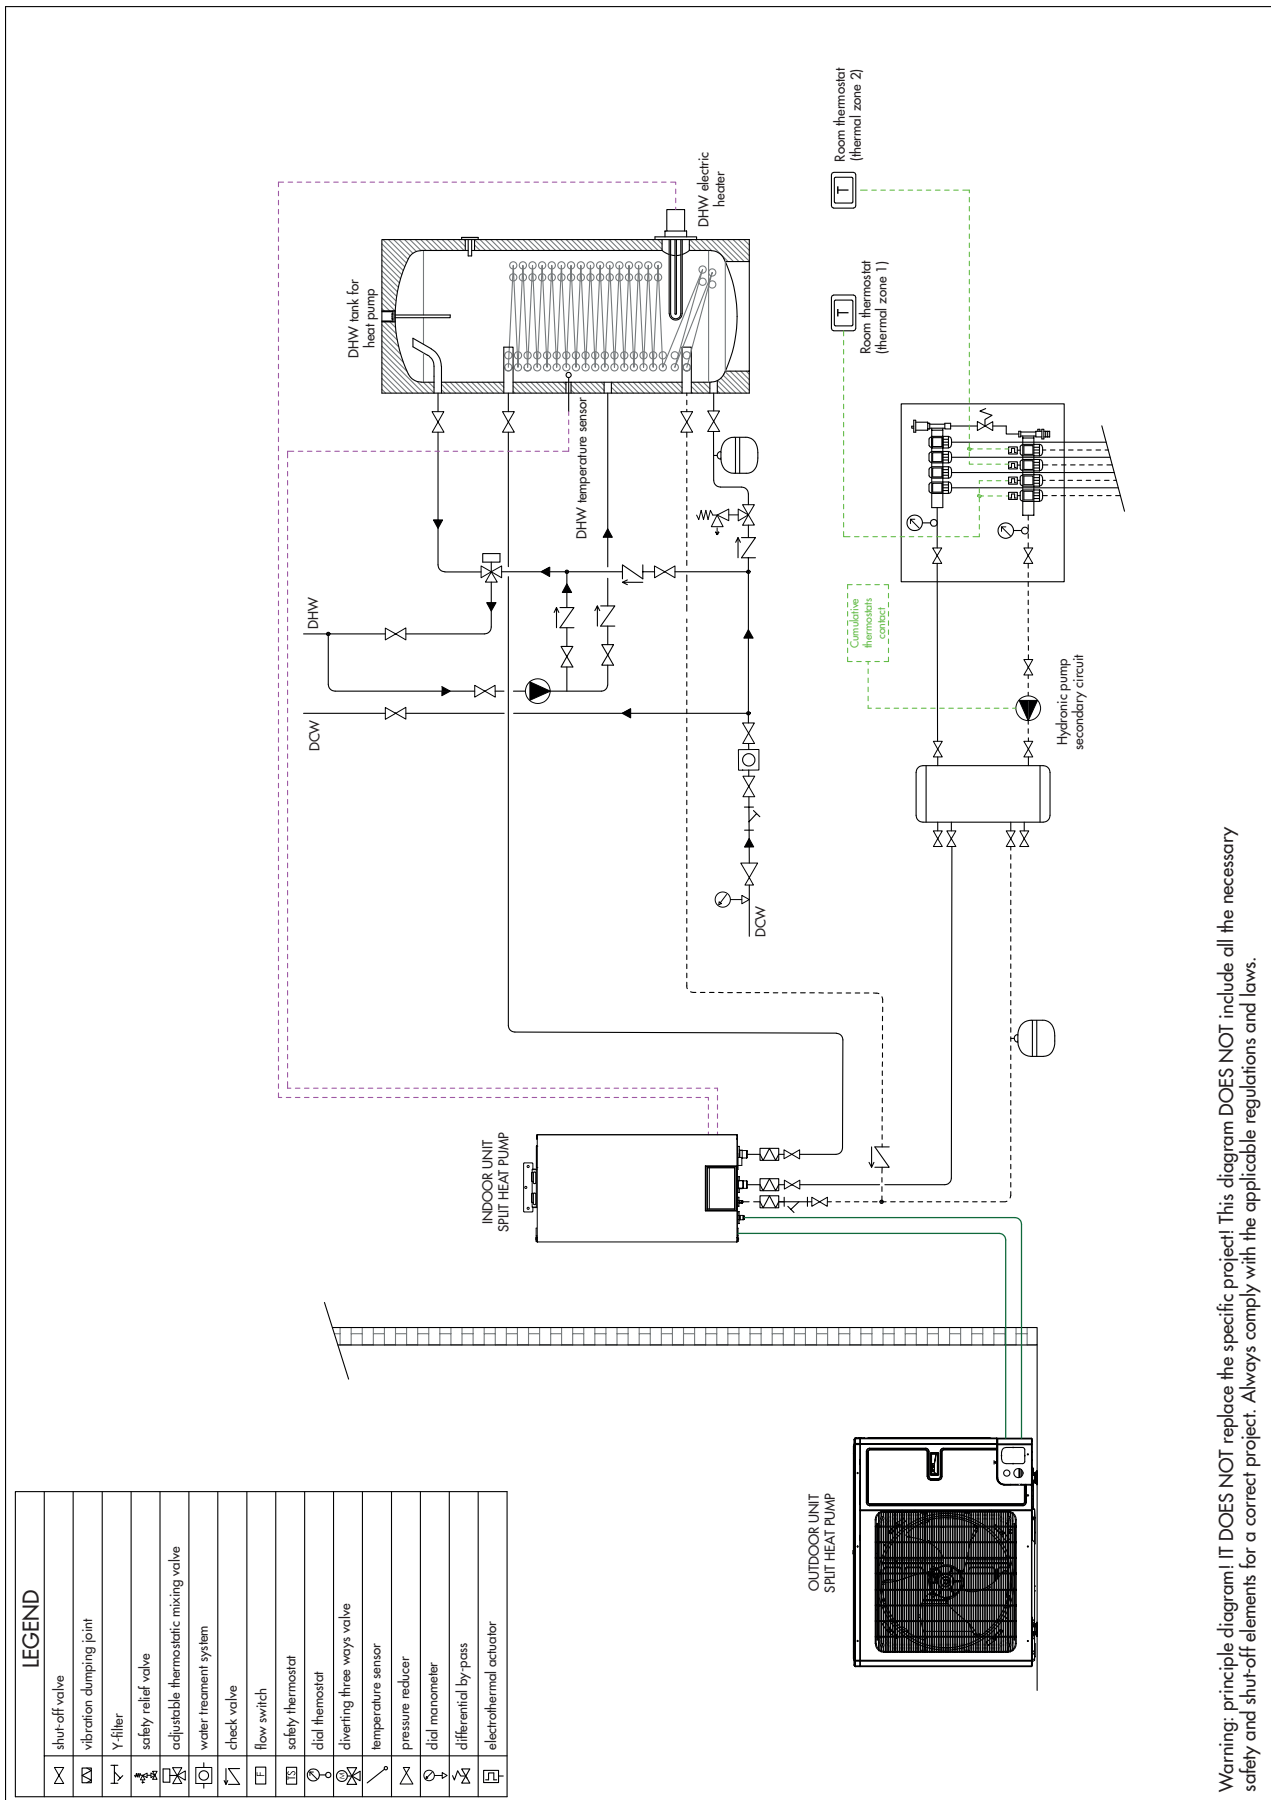 LEGEND
shut-off valve
vibration dumping joint
Y-filter
safety relief valve
adjustable thermostatic mixing valve
water treament system
check valve
F
flow switch
TS
safety thermostat
dial themostat
M
diverting three ways valve
temperature sensor
pressure reducer
dial manometer
differential by-pass
electrothermal actuator
OUTDOOR UNIT
SPLIT HEAT PUMP
INDOOR UNIT
SPLIT HEAT PUMP
DCW
DHW
DCW
DHW tank for
heat pump
DHW temperature sensor
DHW electric
heater
Cumulative
thermostats
contact
Hydronic pump
secondary circuit
T
Room thermostat
(thermal zone 1)
T
Room thermostat
(thermal zone 2)
Warning: principle diagram! IT DOES NOT replace the specific project! This diagram DOES NOT include all the necessary
safety and shut-off elements for a correct project. Always comply with the applicable regulations and laws.